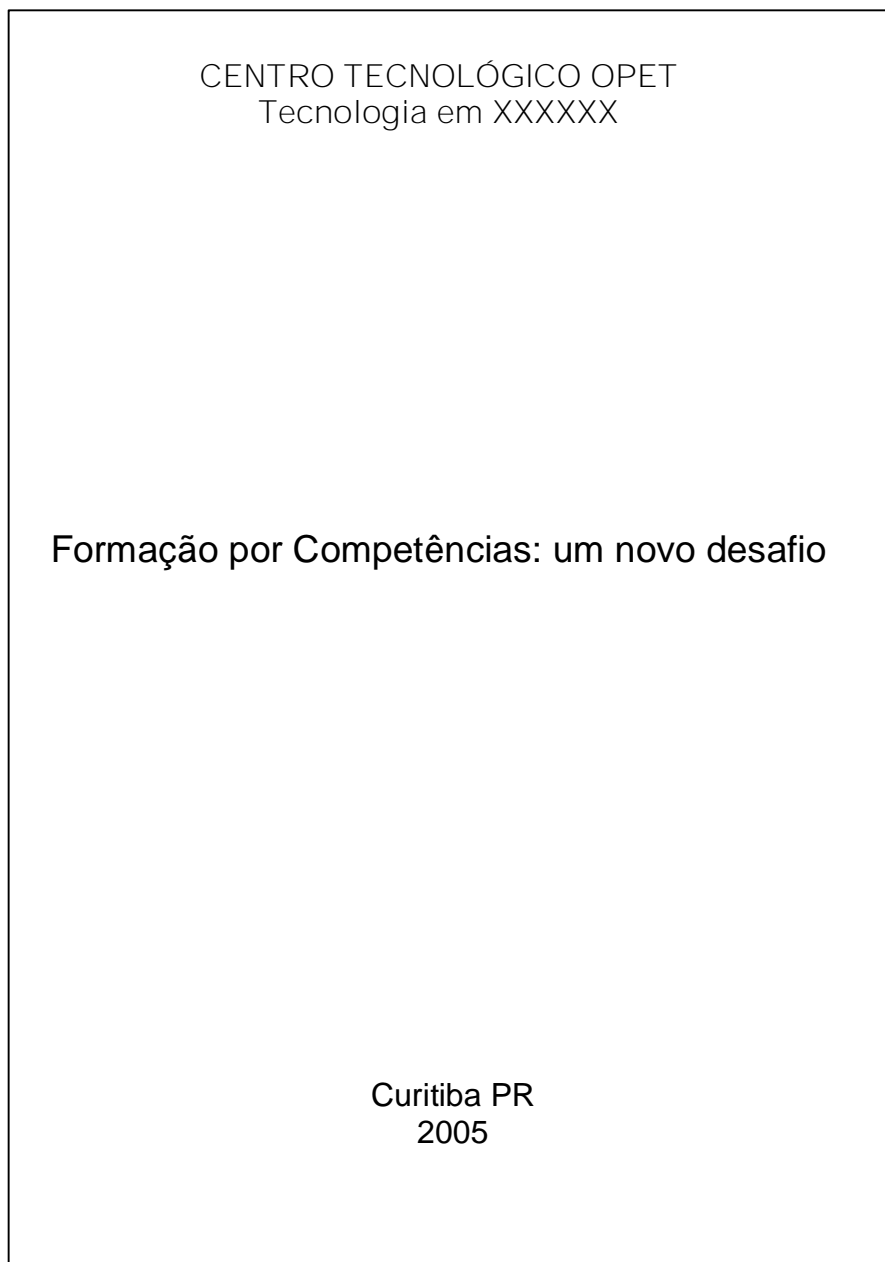 CENTRO TECNOLÓGICO OPET
Tecnologia em XXXXXX
Formação por Competências: um novo desafio
Curitiba PR
2005